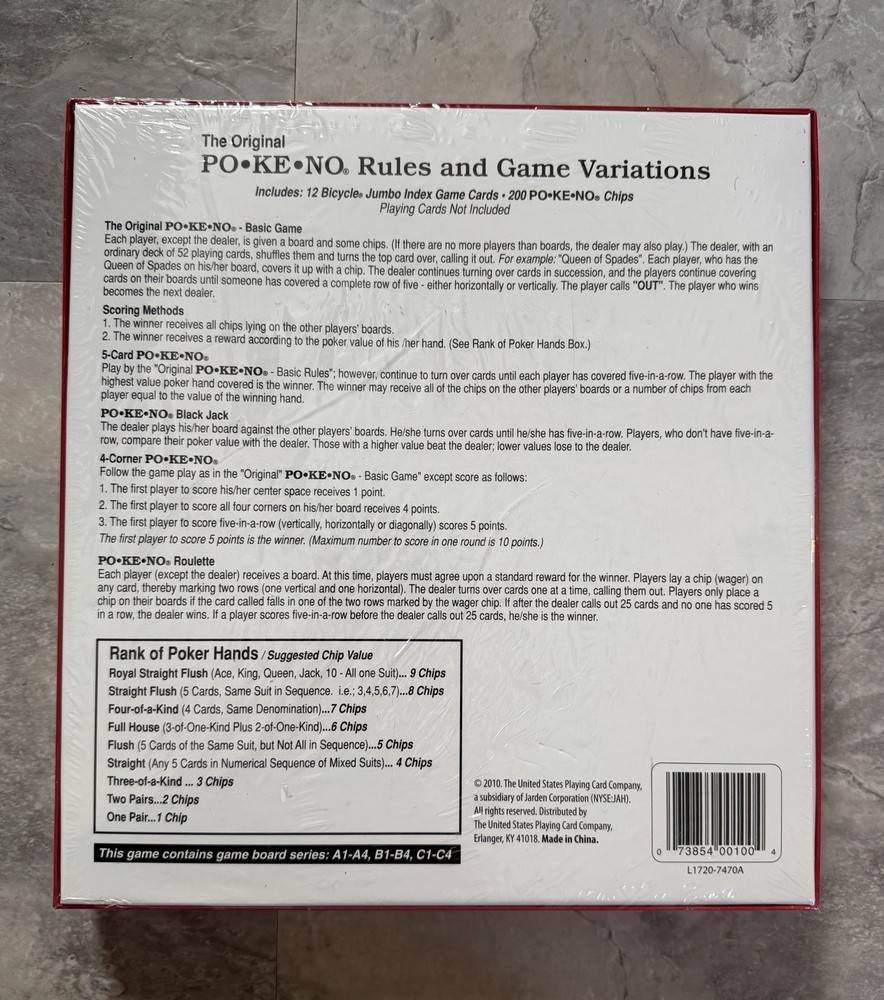 The Original
PO•KE•NO® Rules and Game Variations
Includes: 12 Bicycle® Jumbo Index Game Cards • 200 PO•KE•NO® Chips
Playing Cards Not Included
The Original PO•KE•NO® - Basic Game
Each player, except the dealer, is given a board and some chips. (If there are no more players than boards, the dealer may also play.) The dealer, with an
ordinary deck of 52 playing cards, shuffles them and turns the top card over, calling it out. For example: "Queen of Spades". Each player, who has the
Queen of Spades on his/her board, covers it up with a chip. The dealer continues turning over cards in succession, and the players continue covering
cards on their boards until someone has covered a complete row of five - either horizontally or vertically. The player calls "OUT". The player who wins
becomes the next dealer.
Scoring Methods
1. The winner receives all chips lying on the other players' boards.
2. The winner receives a reward according to the poker value of his /her hand. (See Rank of Poker Hands Box.)
5-Card PO•KE•NO®
Play by the "Original PO•KE•NO® - Basic Rules"; however, continue to turn over cards until each player has covered five-in-a-row. The player with the
highest value poker hand covered is the winner. The winner may receive all of the chips on the other players' boards or a number of chips from each
player equal to the value of the winning hand.
PO•KE•NO® Black Jack
The dealer plays his/her board against the other players' boards. He/she turns over cards until he/she has five-in-a-row. Players, who don't have five-in-a-
row, compare their poker value with the dealer. Those with a higher value beat the dealer; lower values lose to the dealer.
4-Corner PO•KE•NO®
Follow the game play as in the "Original" PO•KE•NO® - Basic Game" except score as follows:
1. The first player to score his/her center space receives 1 point.
2. The first player to score all four corners on his/her board receives 4 points.
3. The first player to score five-in-a-row (vertically, horizontally or diagonally) scores 5 points.
The first player to score 5 points is the winner. (Maximum number to score in one round is 10 points.)
PO•KE•NO® Roulette
Each player (except the dealer) receives a board. At this time, players must agree upon a standard reward for the winner. Players lay a chip (wager) on
any card, thereby marking two rows (one vertical and one horizontal). The dealer turns over cards one at a time, calling them out. Players only place a
chip on their boards if the card called falls in one of the two rows marked by the wager chip. If after the dealer calls out 25 cards and no one has scored 5
in a row, the dealer wins. If a player scores five-in-a-row before the dealer calls out 25 cards, he/she is the winner.
Rank of Poker Hands / Suggested Chip Value
Royal Straight Flush (Ace, King, Queen, Jack, 10 - All one Suit)... 9 Chips
Straight Flush (5 Cards, Same Suit in Sequence. i.e.; 3,4,5,6,7)...8 Chips
Four-of-a-Kind (4 Cards, Same Denomination)...7 Chips
Full House (3-of-One-Kind Plus 2-of-One-Kind)...6 Chips
Flush (5 Cards of the Same Suit, but Not All in Sequence)...5 Chips
Straight (Any 5 Cards in Numerical Sequence of Mixed Suits)... 4 Chips
Three-of-a-Kind ... 3 Chips
Two Pairs...2 Chips
One Pair...1 Chip
This game contains game board series: A1-A4, B1-B4, C1-C4
© 2010. The United States Playing Card Company,
a subsidiary of Jarden Corporation (NYSE:JAH).
All rights reserved. Distributed by
The United States Playing Card Company,
Erlanger, KY 41018. Made in China.
0 73854 00100 4
L1720-7470A